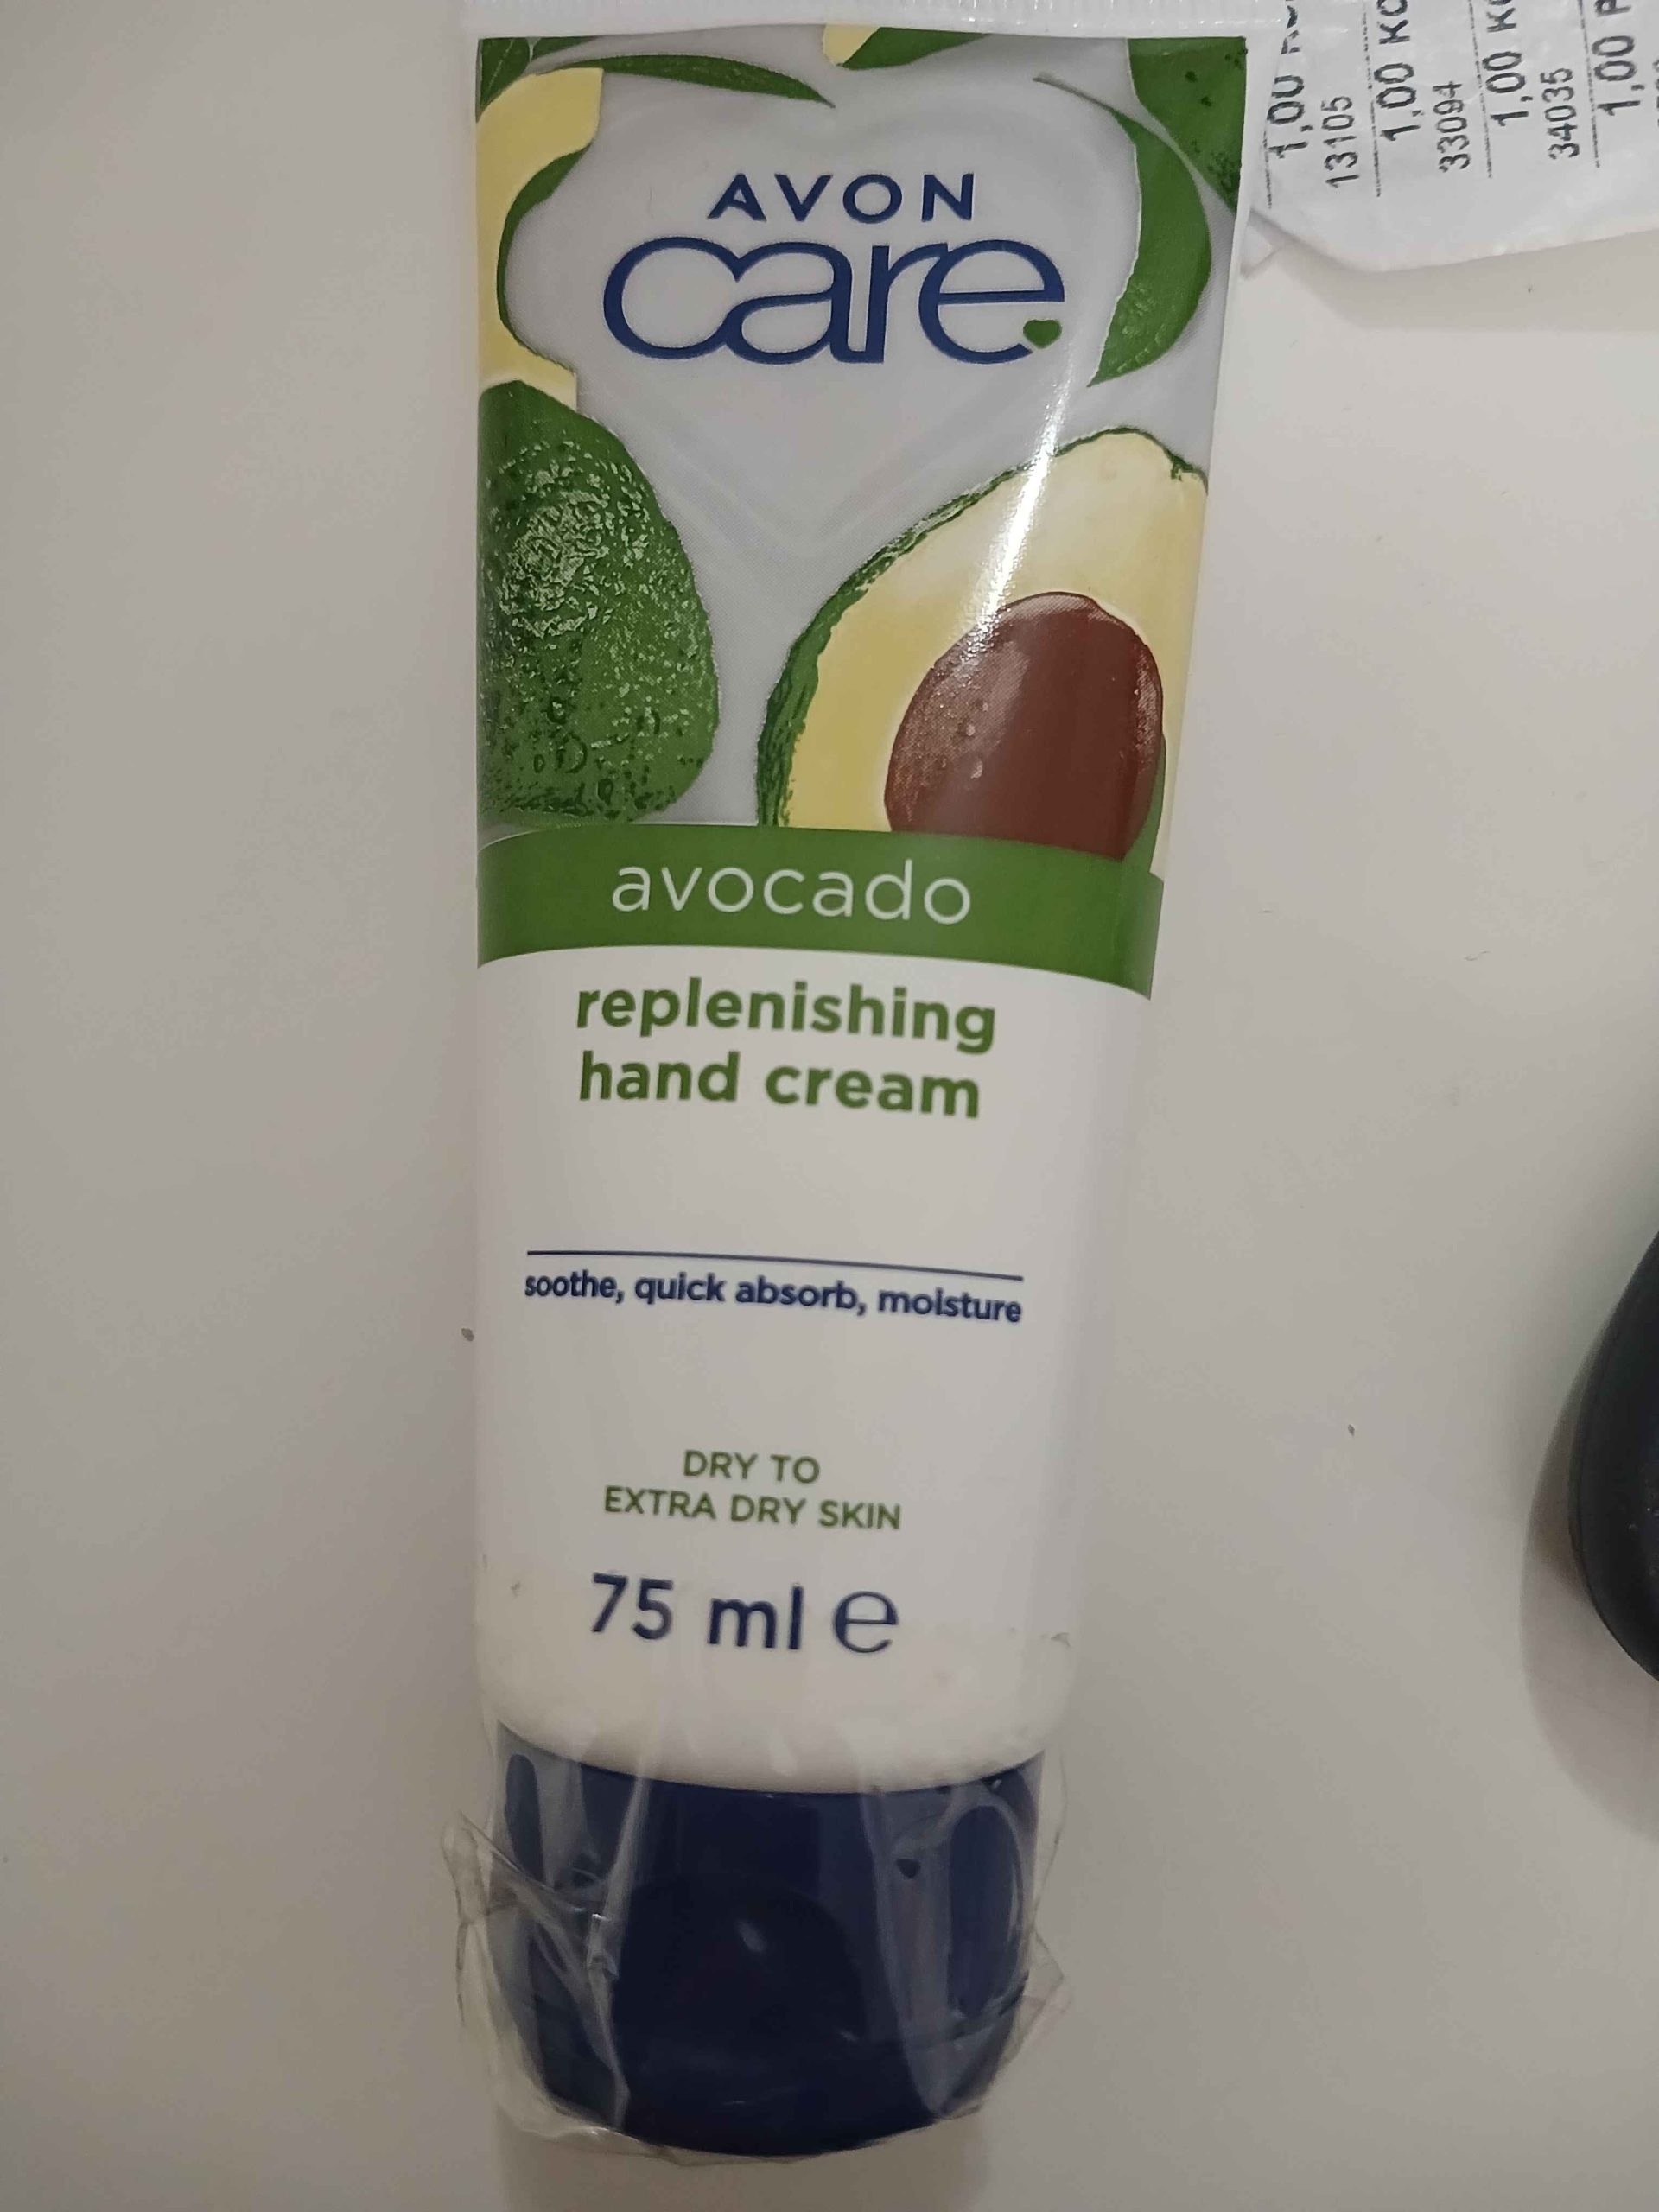 AVON
care
avocado
replenishing
hand cream
soothe, quick absorb, moisture
DRY TO
EXTRA DRY SKIN
75 ml e
13105
1,00
33094
1,00
34035
1,00